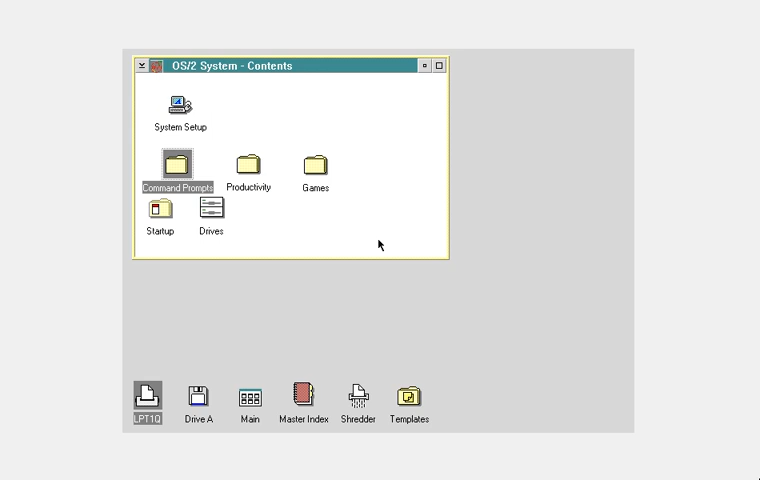 OS/2 System - Contents
System Setup
Command Prompts
Productivity
Games
Startup
Drives
LPT1Q
Drive A
Main
Master Index
Shredder
Templates